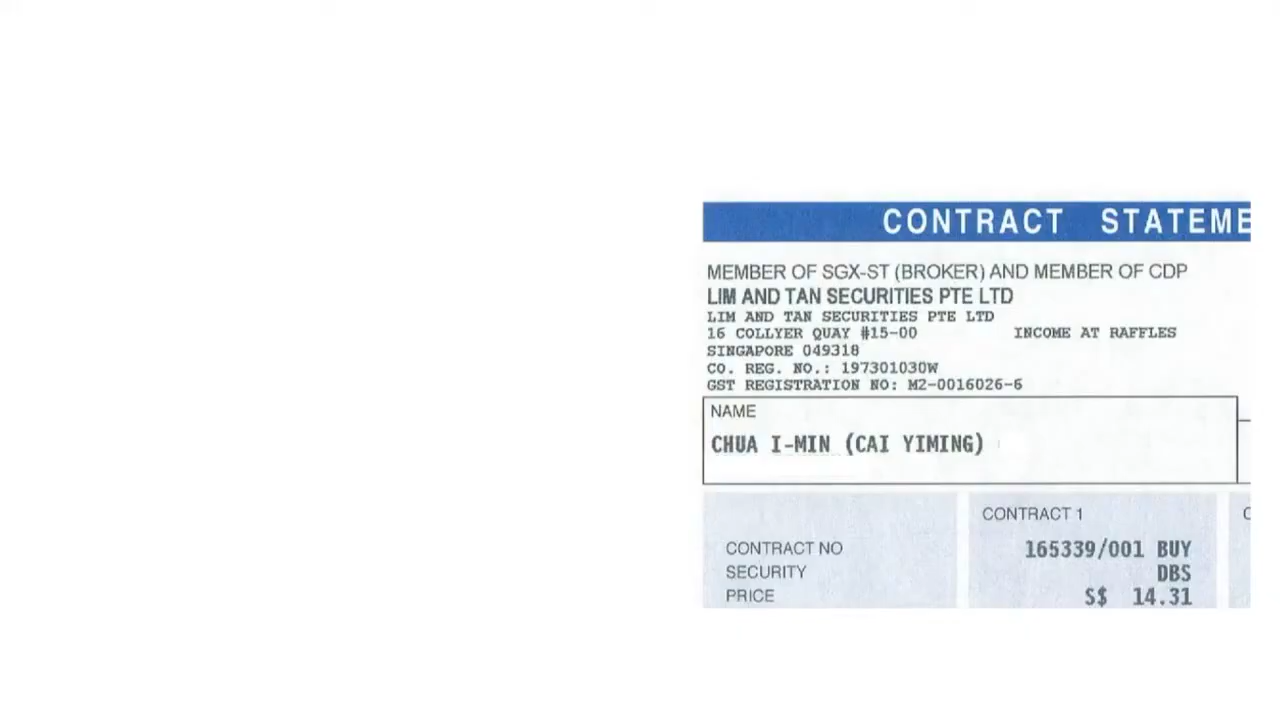 CONTRACT STATEME
MEMBER OF SGX-ST (BROKER) AND MEMBER OF CDP
LIM AND TAN SECURITIES PTE LTD
LIM AND TAN SECURITIES PTE LTD
16 COLLYER QUAY #15-00 INCOME AT RAFFLES
SINGAPORE 049318
CO. REG. NO.: 197301030W
GST REGISTRATION NO: M2-0016026-6
NAME
CHUA I-MIN (CAI YIMING)
CONTRACT 1
CONTRACT NO 165339/001 BUY
SECURITY DBS
PRICE S$ 14.31